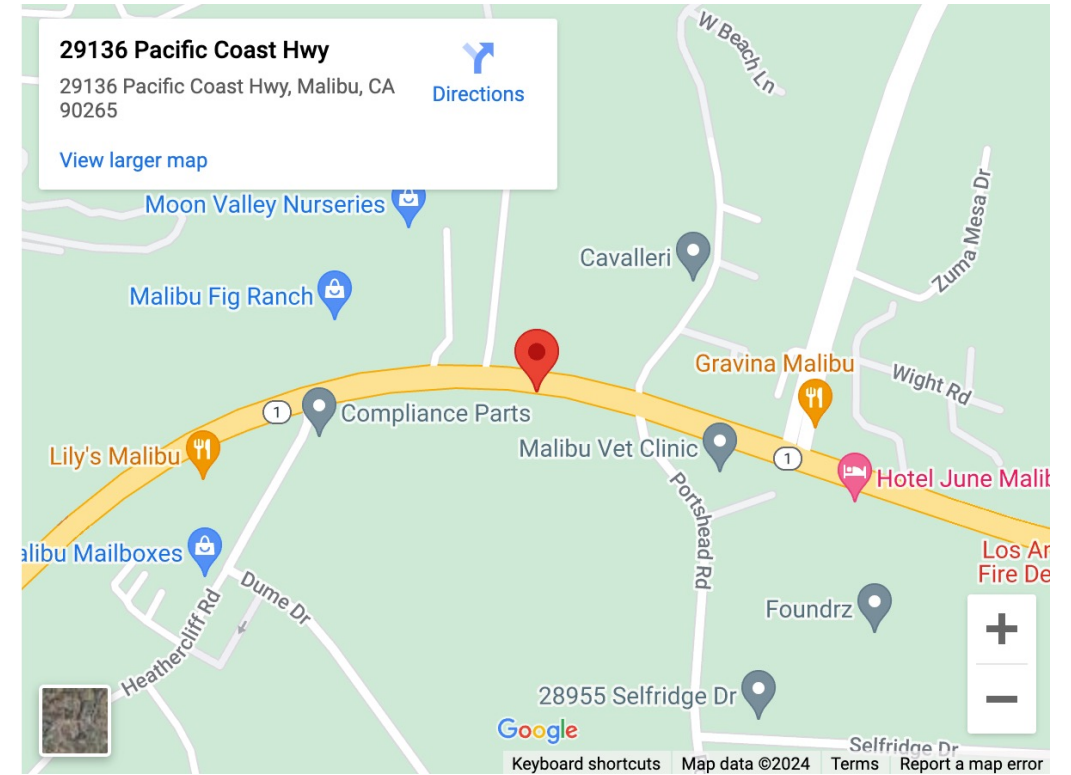 29136 Pacific Coast Hwy
29136 Pacific Coast Hwy, Malibu, CA
90265
Directions
View larger map
W Beach Ln
Moon Valley Nurseries
Zuma Mesa Dr
Cavalleri
Malibu Fig Ranch
Gravina Malibu
Wight Rd
1
Compliance Parts
Lily's Malibu
Malibu Vet Clinic
1
Hotel June Malib
Portshead Rd
alibu Mailboxes
Los An
Fire De
Dume Dr
Heathercliff Rd
Foundrz
+
−
28955 Selfridge Dr
Google
Selfridge Dr
Keyboard shortcuts
Map data ©2024
Terms
Report a map error